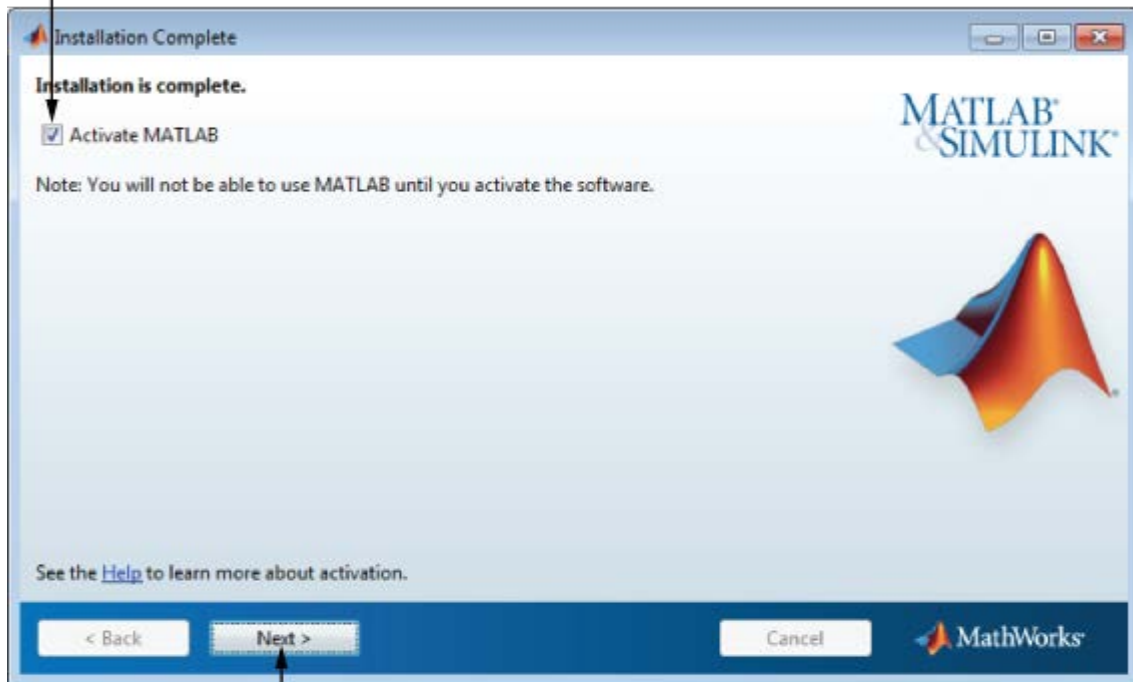 Installation Complete
Installation is complete.
Activate MATLAB
Note: You will not be able to use MATLAB until you activate the software.
MATLAB®
&SIMULINK®
See the Help to learn more about activation.
< Back
Next >
Cancel
MathWorks®